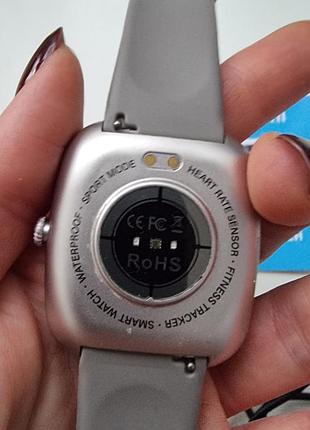 WATERPROOF · SPORT MODE · HEART RATE SENSOR · FITNESS TRACKER · SMART WATCH ·
CE FC
RoHS